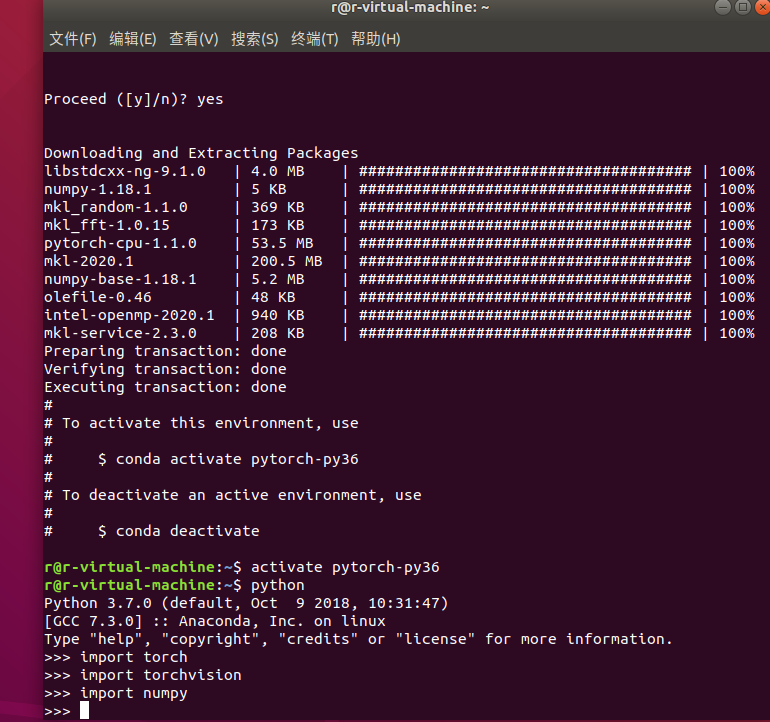 r@r-virtual-machine: ~
文件(F) 编辑(E) 查看(V) 搜索(S) 终端(T) 帮助(H)
Proceed ([y]/n)? yes
Downloading and Extracting Packages
libstdcxx-ng-9.1.0   | 4.0 MB    | ##################################### | 100%
numpy-1.18.1         | 5 KB      | ##################################### | 100%
mkl_random-1.1.0     | 369 KB    | ##################################### | 100%
mkl_fft-1.0.15       | 173 KB    | ##################################### | 100%
pytorch-cpu-1.1.0    | 53.5 MB   | ##################################### | 100%
mkl-2020.1           | 200.5 MB  | ##################################### | 100%
numpy-base-1.18.1    | 5.2 MB    | ##################################### | 100%
olefile-0.46         | 48 KB     | ##################################### | 100%
intel-openmp-2020.1  | 940 KB    | ##################################### | 100%
mkl-service-2.3.0    | 208 KB    | ##################################### | 100%
Preparing transaction: done
Verifying transaction: done
Executing transaction: done
#
# To activate this environment, use
#
#     $ conda activate pytorch-py36
#
# To deactivate an active environment, use
#
#     $ conda deactivate
r@r-virtual-machine:~$ activate pytorch-py36
r@r-virtual-machine:~$ python
Python 3.7.0 (default, Oct  9 2018, 10:31:47)
[GCC 7.3.0] :: Anaconda, Inc. on linux
Type "help", "copyright", "credits" or "license" for more information.
>>> import torch
>>> import torchvision
>>> import numpy
>>>